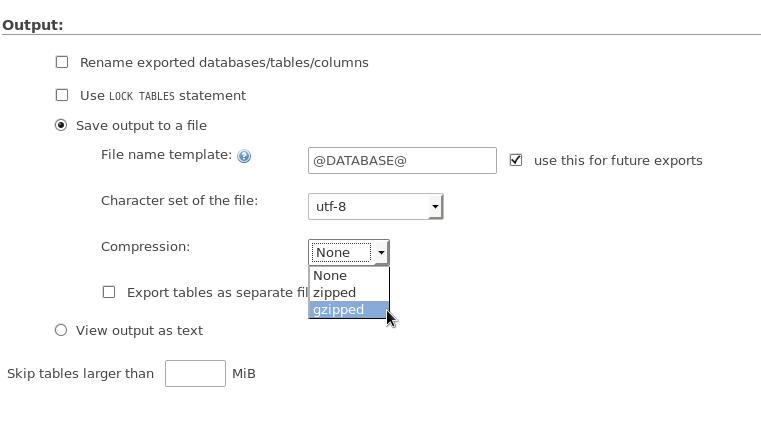 Output:
Rename exported databases/tables/columns
Use LOCK TABLES statement
Save output to a file
File name template: @DATABASE@ use this for future exports
Character set of the file: utf-8
Compression: None
None
Export tables as separate fil zipped
gzipped
View output as text
Skip tables larger than MiB